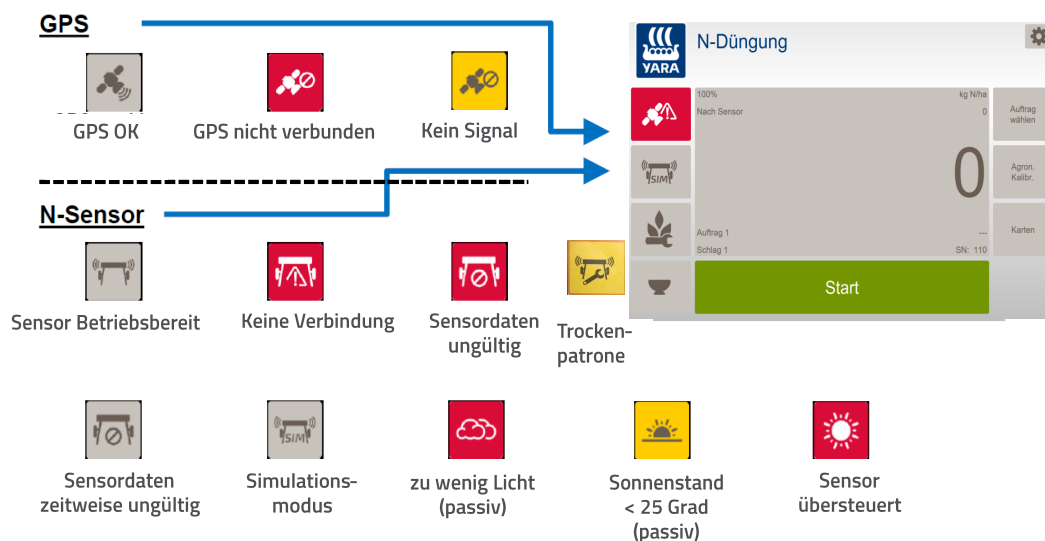 GPS
GPS OK
GPS nicht verbunden
Kein Signal
N-Sensor
Sensor Betriebsbereit
Keine Verbindung
Sensordaten
ungültig
Trocken-
patrone
SIM
Sensordaten
zeitweise ungültig
Simulations-
modus
zu wenig Licht
(passiv)
Sonnenstand
< 25 Grad
(passiv)
Sensor
übersteuert
YARA
N-Düngung
100%
kg N/ha
Nach Sensor
0
Auftrag
wählen
SIM
0
Agron.
Kalibr.
Auftrag 1
---
Karten
Schlag 1
SN: 110
Start